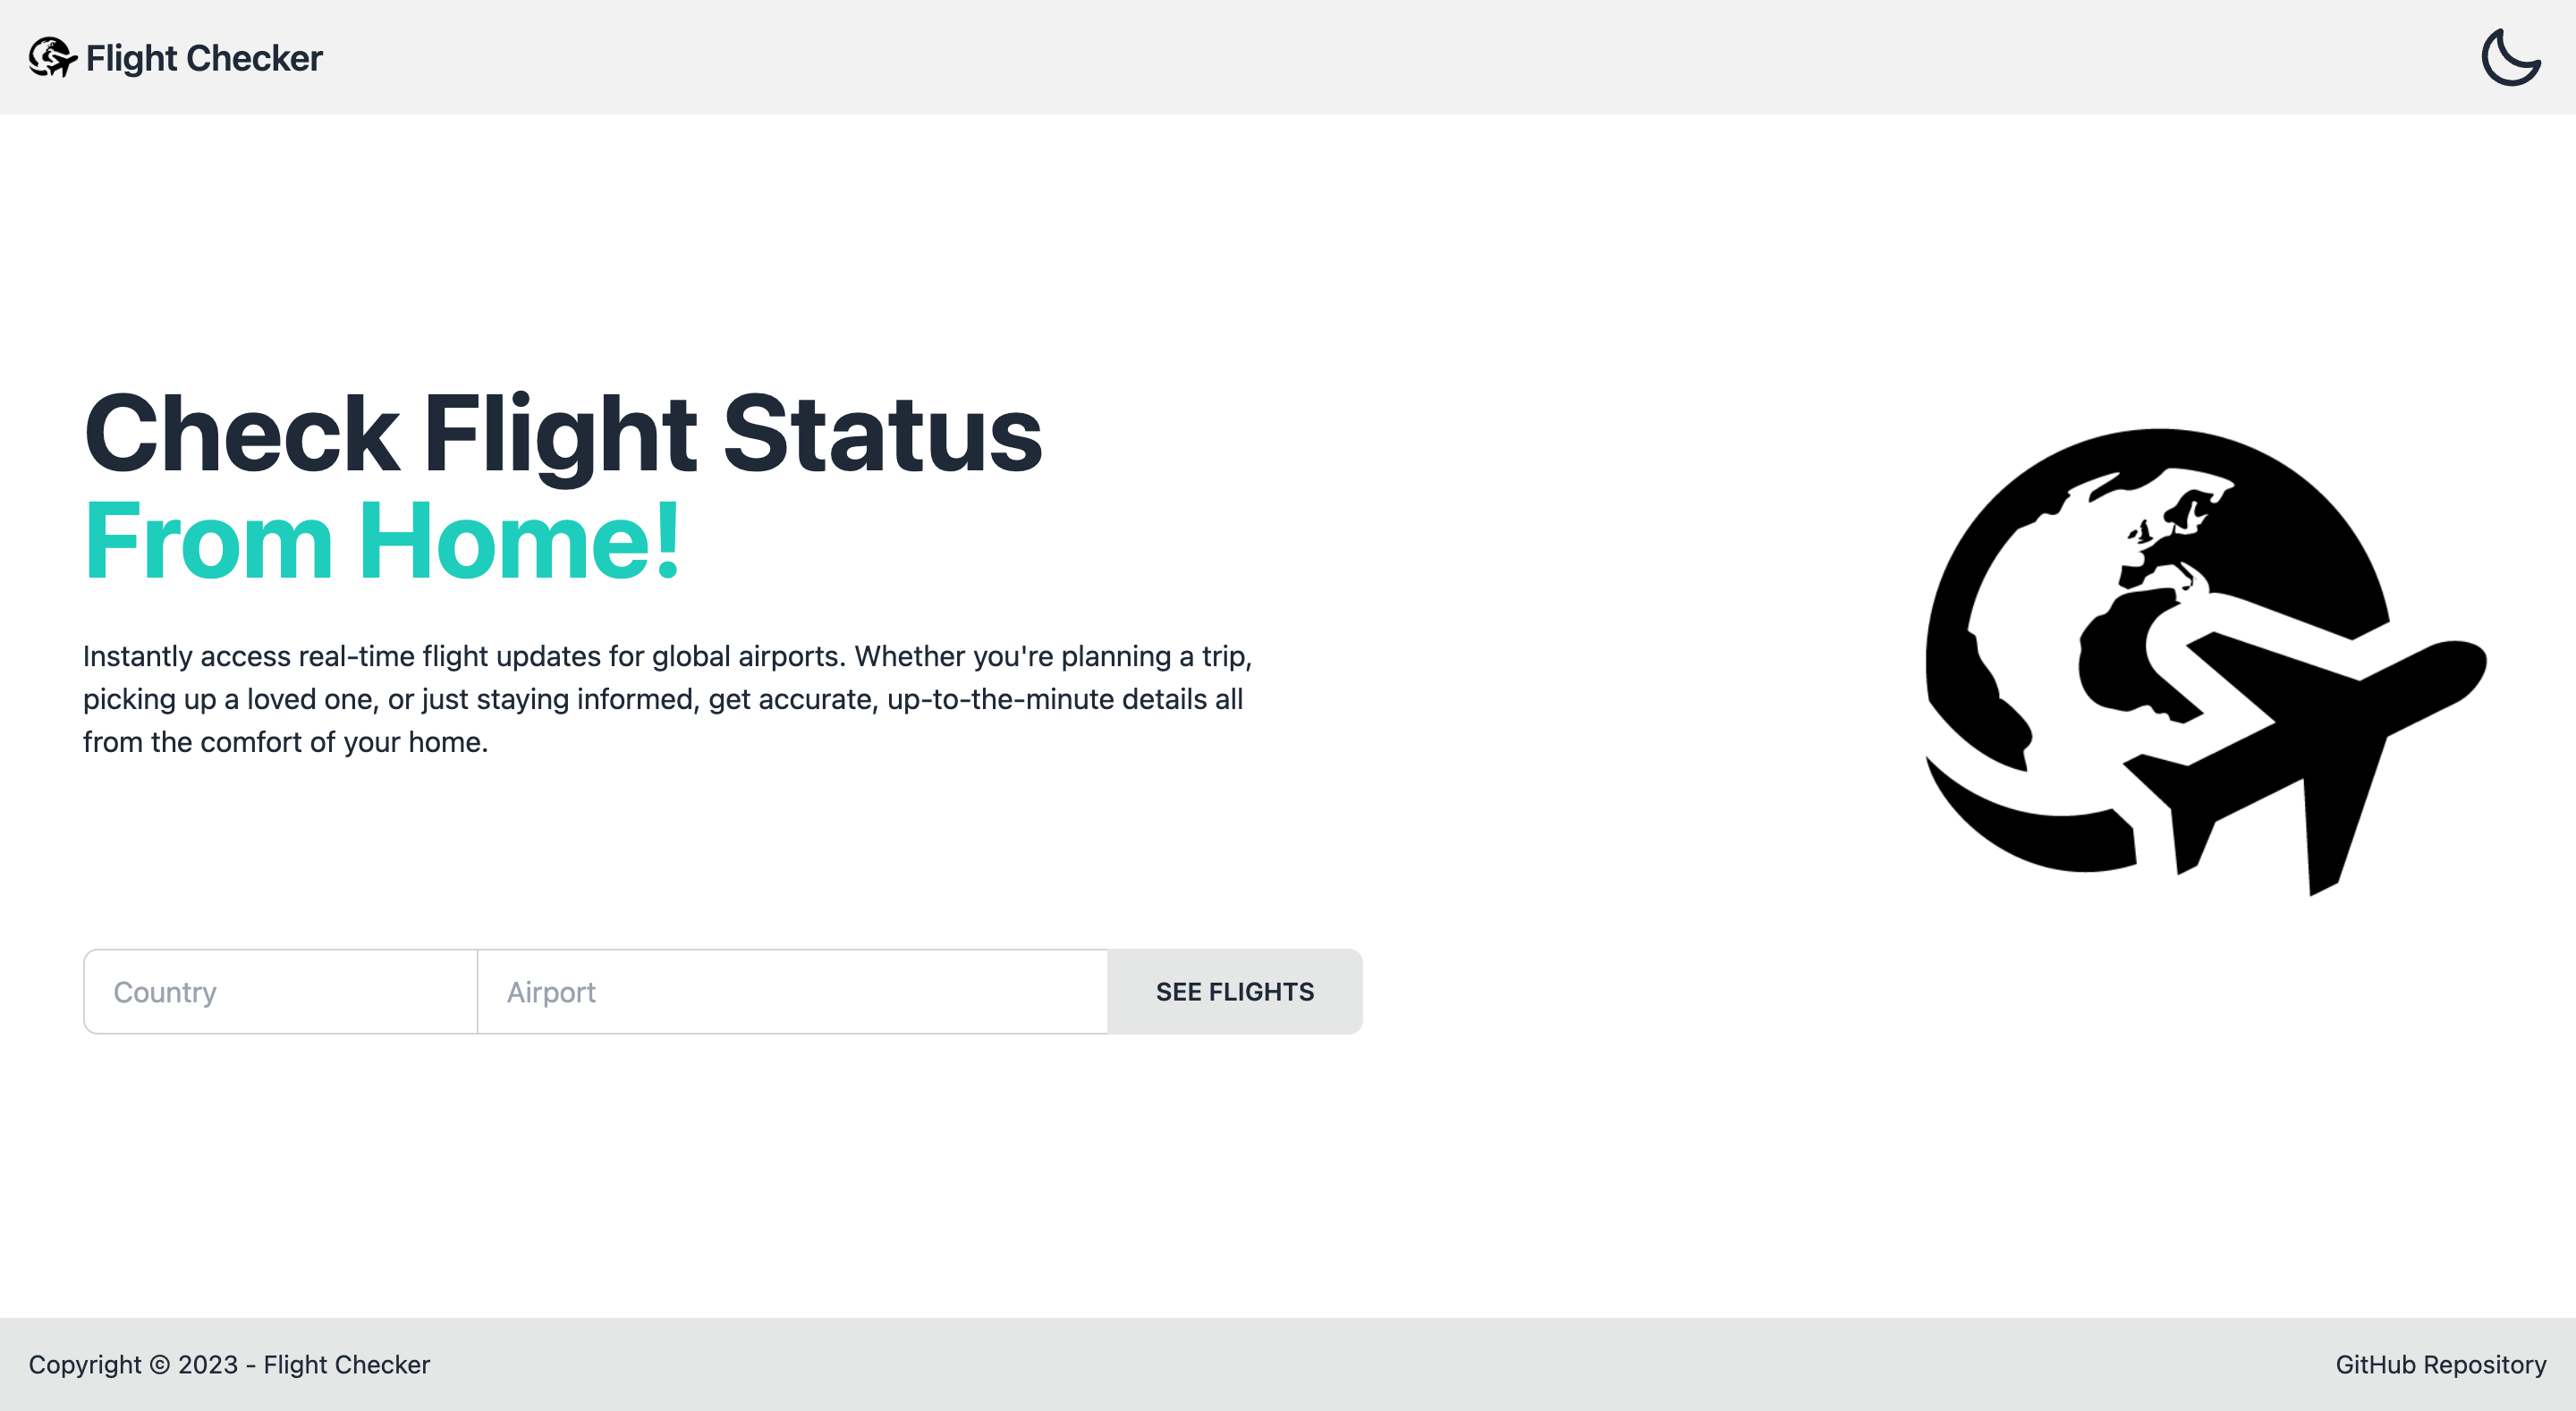 Flight Checker
Check Flight Status
From Home!
Instantly access real-time flight updates for global airports. Whether you're planning a trip,
picking up a loved one, or just staying informed, get accurate, up-to-the-minute details all
from the comfort of your home.
Country
Airport
SEE FLIGHTS
Copyright © 2023 - Flight Checker
GitHub Repository